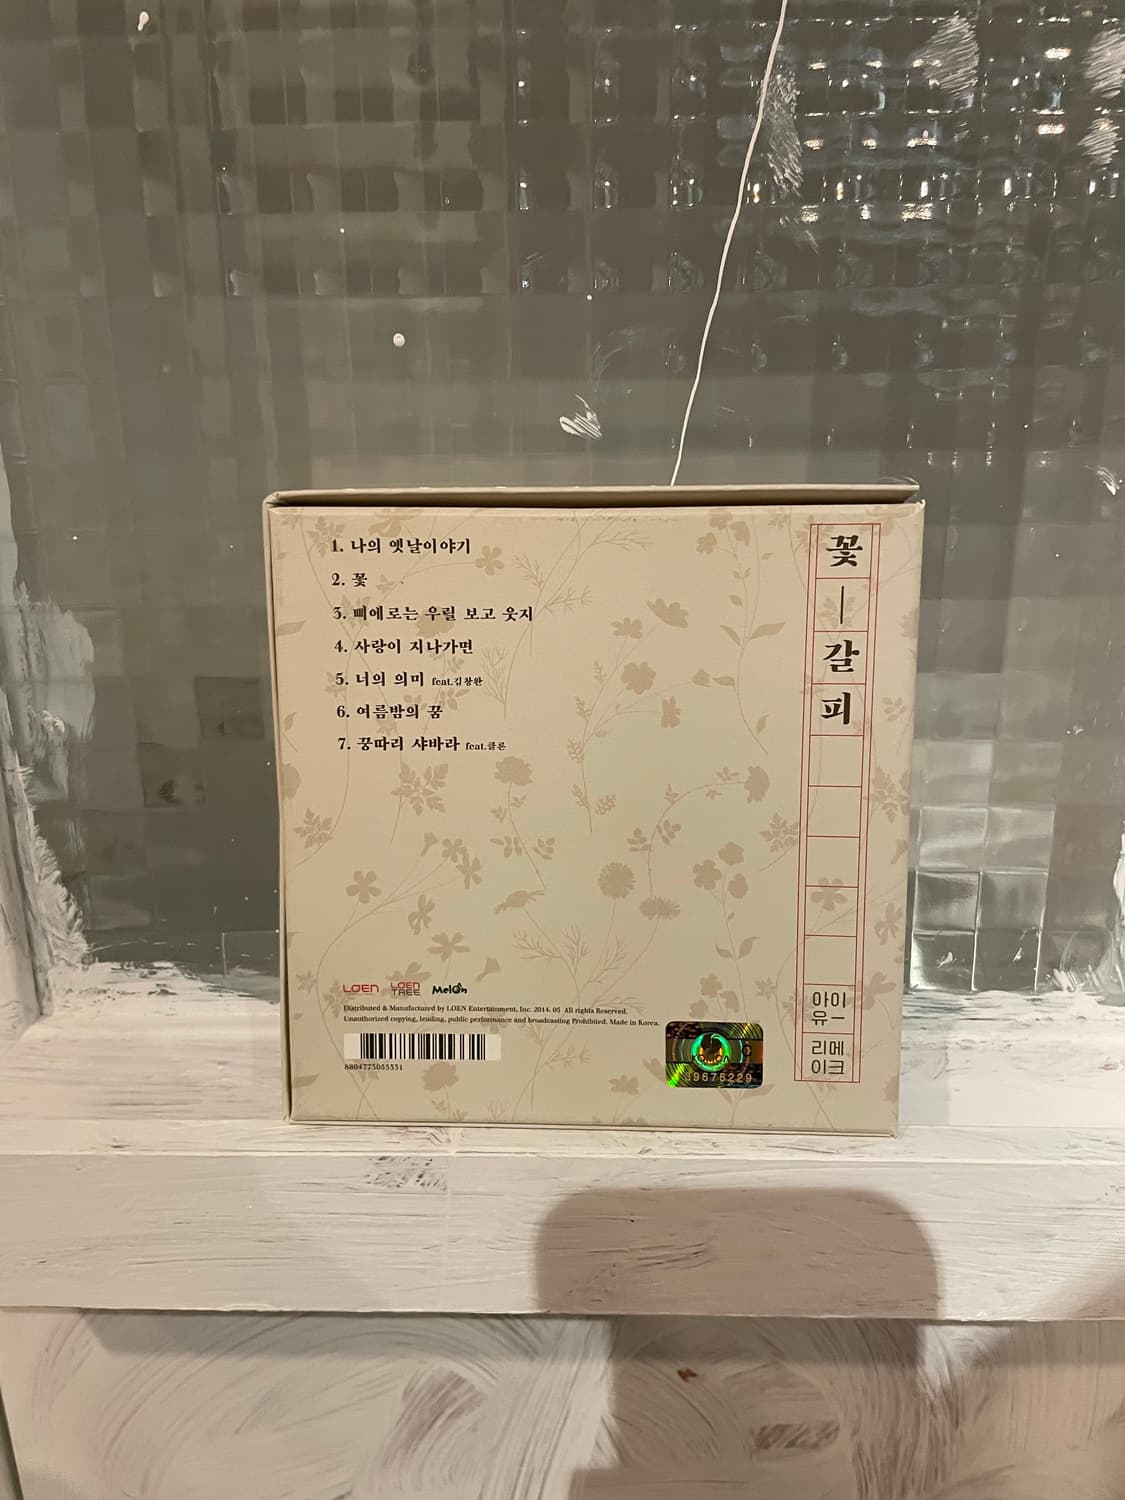 1. 나의 옛날이야기
2. 꽃
3. 삐에로는 우릴 보고 웃지
4. 사랑이 지나가면
5. 너의 의미 feat.김창완
6. 여름밤의 꿈
7. 꿍따리 샤바라 feat.클론
꽃
갈
피
아이
유
리메
이크
LOEN
LOEN
TREE
Melon
Distributed & Manufactured by LOEN Entertainment, Inc. 2014. 05 All rights Reserved.
Unauthorized copying, lending, public performance and broadcasting Prohibited. Made in Korea.
8804775055551
KOMCA
39675229